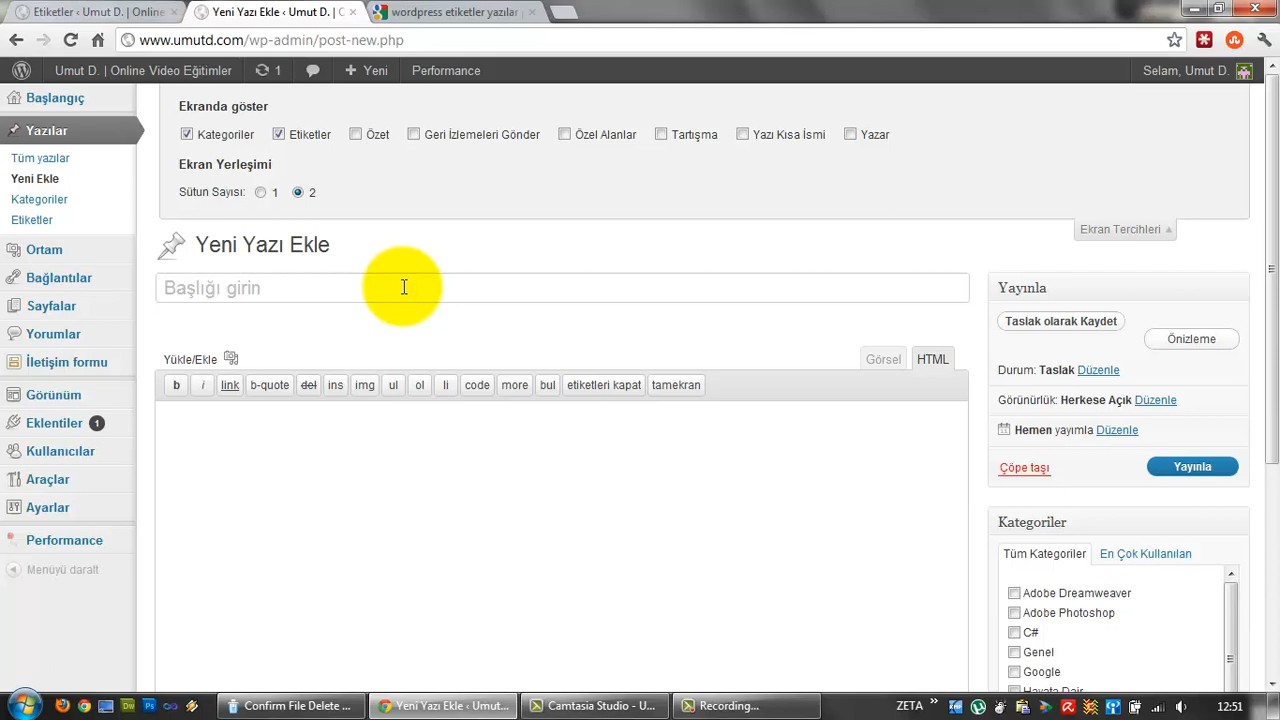 Etiketler ‹ Umut D. | Online
Yeni Yazı Ekle ‹ Umut D. | C
wordpress etiketler yazılar
www.umutd.com/wp-admin/post-new.php
Umut D. | Online Video Eğitimler
1
Yeni
Performance
Selam, Umut D.
Başlangıç
Yazılar
Tüm yazılar
Yeni Ekle
Kategoriler
Etiketler
Ortam
Bağlantılar
Sayfalar
Yorumlar
İletişim formu
Görünüm
Eklentiler 1
Kullanıcılar
Araçlar
Ayarlar
Performance
Menüyü daralt
Ekranda göster
Kategoriler Etiketler Özet Geri İzlemeleri Gönder Özel Alanlar Tartışma Yazı Kısa İsmi Yazar
Ekran Yerleşimi
Sütun Sayısı: 1 2
Ekran Tercihleri
Yeni Yazı Ekle
Başlığı girin
Yükle/Ekle
Görsel HTML
b i link b-quote del ins img ul ol li code more bul etiketleri kapat tamekran
Yayınla
Taslak olarak Kaydet
Önizleme
Durum: Taslak Düzenle
Görünürlük: Herkese Açık Düzenle
Hemen yayımla Düzenle
Çöpe taşı
Yayınla
Kategoriler
Tüm Kategoriler En Çok Kullanılan
Adobe Dreamweaver
Adobe Photoshop
C#
Genel
Google
Hayata Dair
Confirm File Delete ...
Yeni Yazı Ekle ‹ Umut...
Camtasia Studio - U...
Recording...
ZETA
12:51